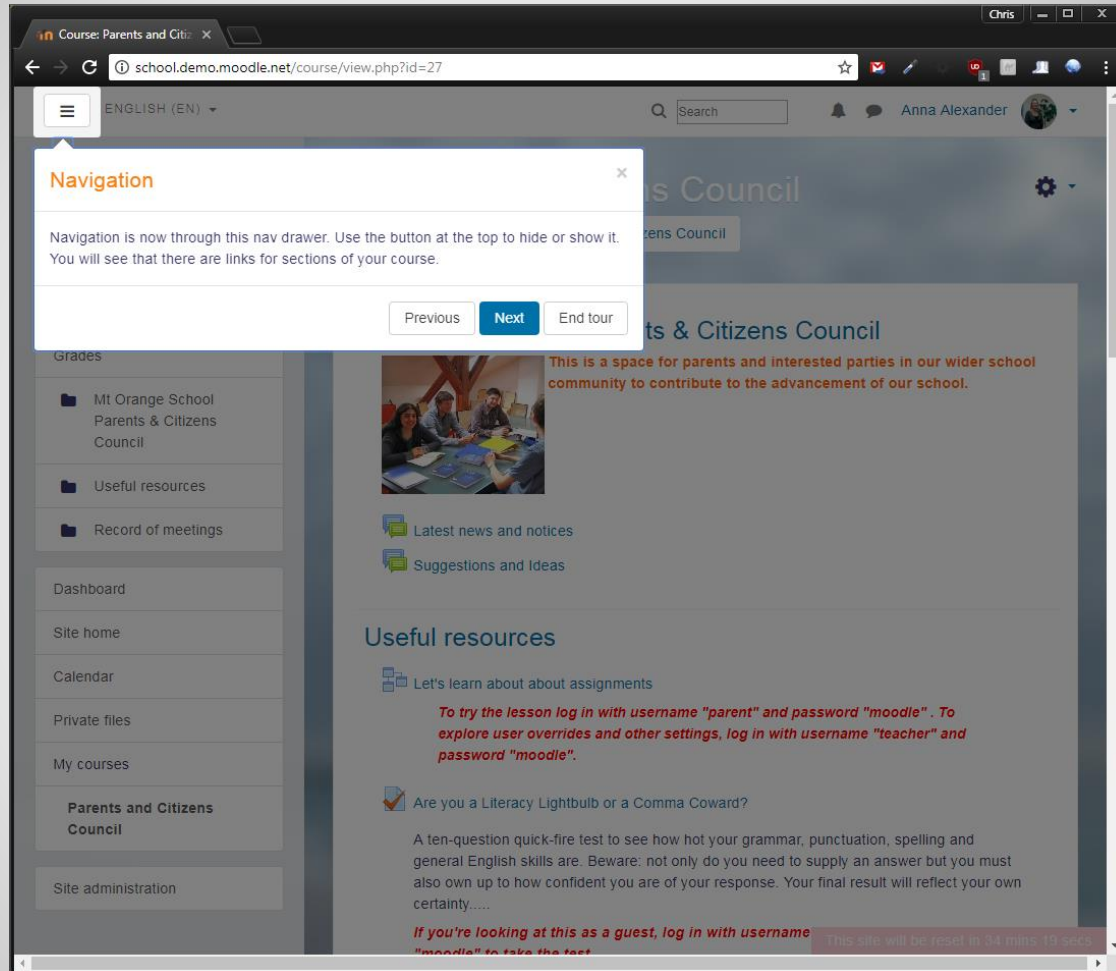 Chris
Course: Parents and Citiz
school.demo.moodle.net/course/view.php?id=27
1
ENGLISH (EN)
Search
Anna Alexander
Navigation
Navigation is now through this nav drawer. Use the button at the top to hide or show it.
You will see that there are links for sections of your course.
Previous
Next
End tour
ns Council
zens Council
Grades
Mt Orange School
Parents & Citizens
Council
Useful resources
Record of meetings
Dashboard
Site home
Calendar
Private files
My courses
Parents and Citizens
Council
Site administration
ts & Citizens Council
This is a space for parents and interested parties in our wider school
community to contribute to the advancement of our school.
Latest news and notices
Suggestions and Ideas
Useful resources
Let's learn about about assignments
To try the lesson log in with username "parent" and password "moodle" . To
explore user overrides and other settings, log in with username "teacher" and
password "moodle".
Are you a Literacy Lightbulb or a Comma Coward?
A ten-question quick-fire test to see how hot your grammar, punctuation, spelling and
general English skills are. Beware: not only do you need to supply an answer but you must
also own up to how confident you are of your response. Your final result will reflect your own
certainty.....
If you're looking at this as a guest, log in with username
"moodle" to take the test
This site will be reset in 34 mins 19 secs